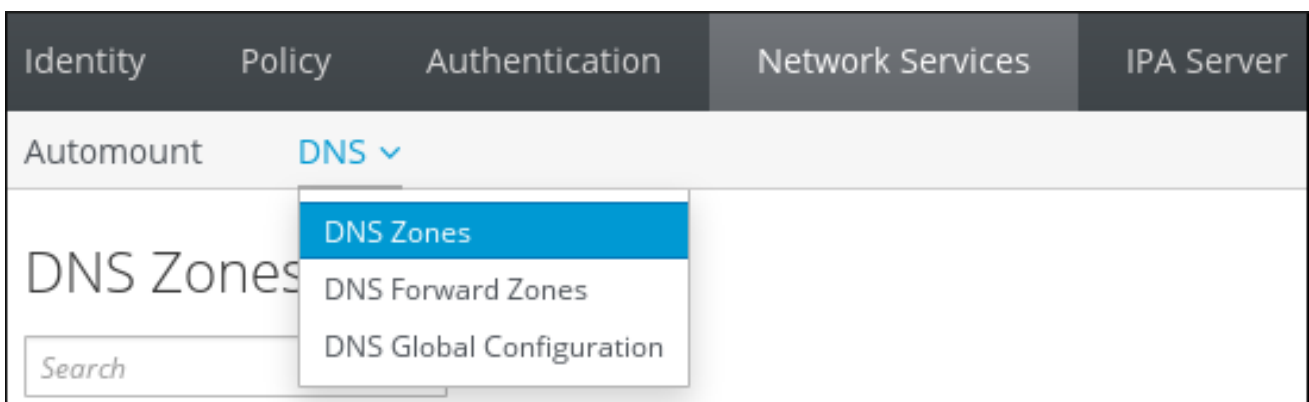 Identity Policy Authentication Network Services IPA Server
Automount DNS
DNS Zones
DNS Zones
DNS Forward Zones
DNS Global Configuration
Search